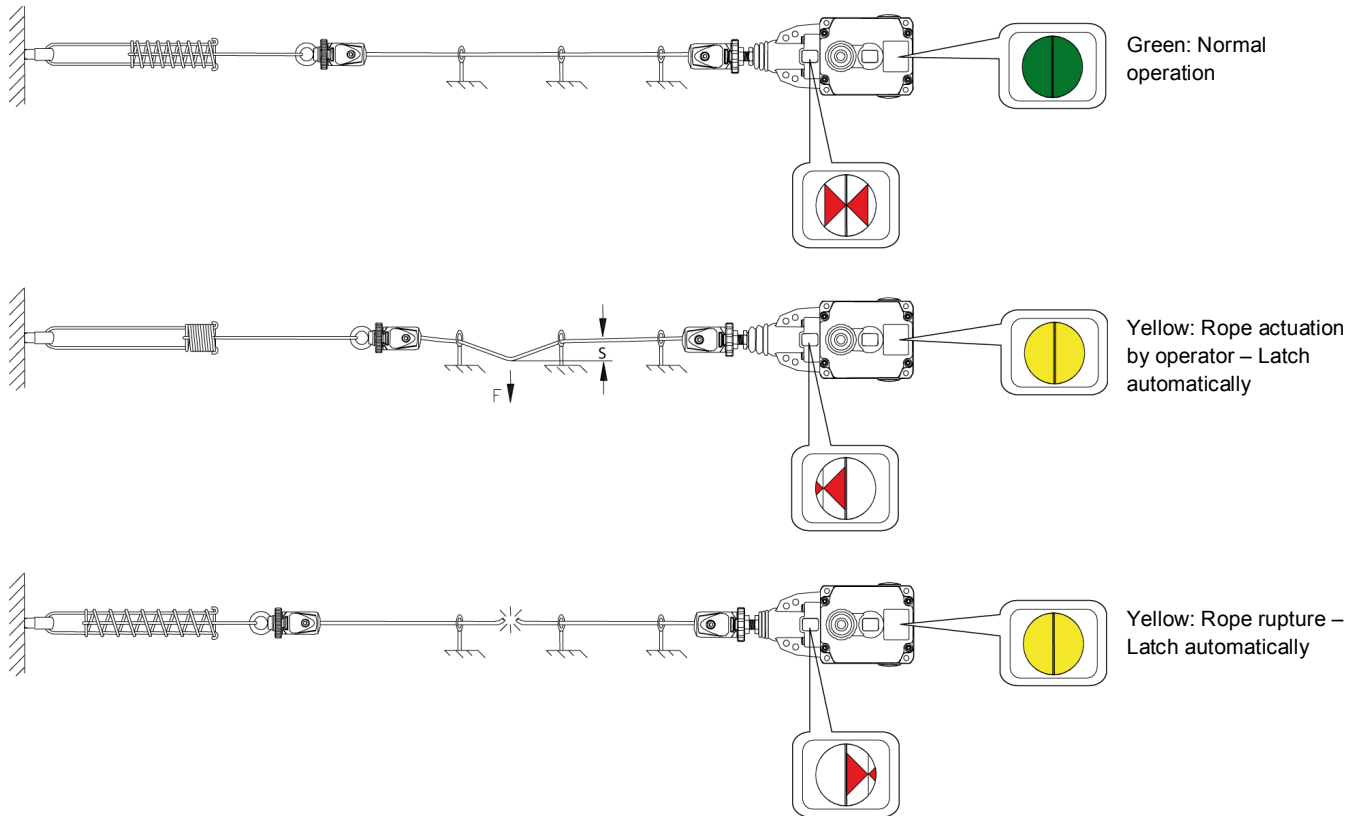 Green: Normal
operation
Yellow: Rope actuation
by operator – Latch
automatically
S
F
Yellow: Rope rupture –
Latch automatically